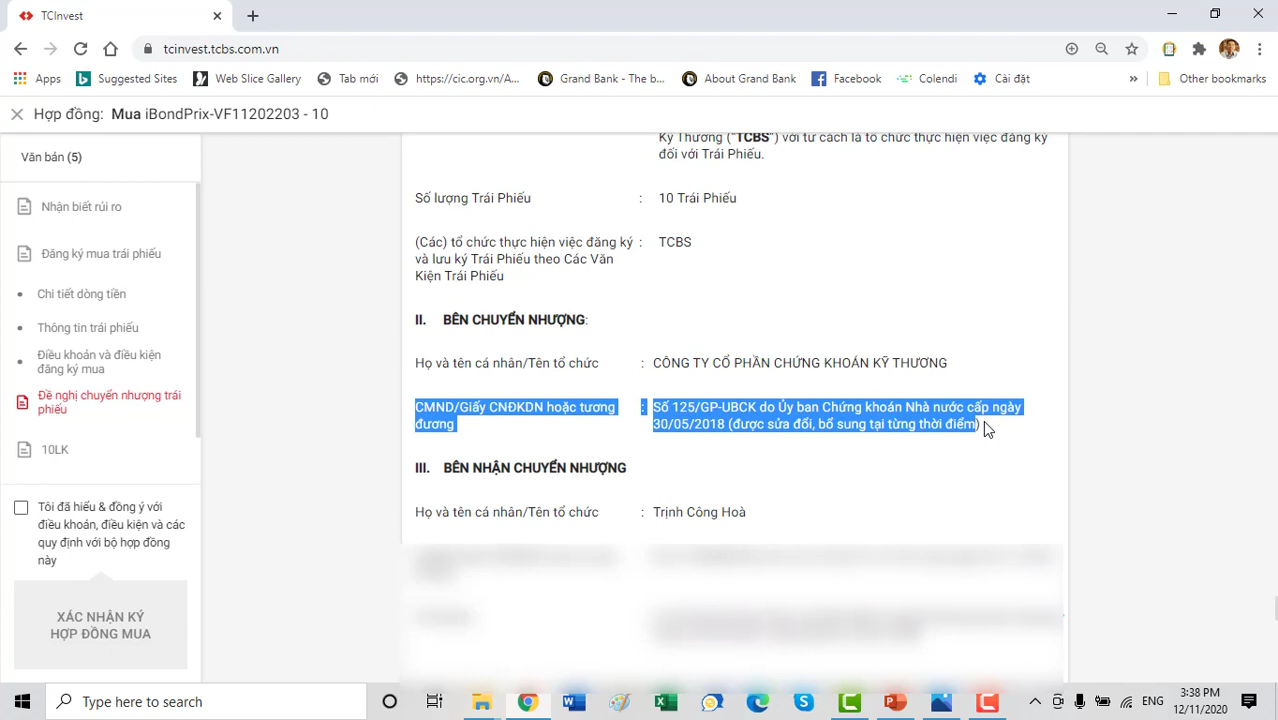 TCInvest
tcinvest.tcbs.com.vn
Apps
Suggested Sites
Web Slice Gallery
Tab mới
https://cic.org.vn/A...
Grand Bank - The b...
About Grand Bank
Facebook
Colendi
Cài đặt
»
Other bookmarks
Hợp đồng: Mua iBondPrix-VF11202203 - 10
Văn bản (5)
Nhận biết rủi ro
Đăng ký mua trái phiếu
Chi tiết dòng tiền
Thông tin trái phiếu
Điều khoản và điều kiện
đăng ký mua
Đề nghị chuyển nhượng trái
phiếu
10LK
Tôi đã hiểu & đồng ý với
điều khoản, điều kiện và các
quy định với bộ hợp đồng
này
XÁC NHẬN KÝ
HỢP ĐỒNG MUA
Kỹ Thương ("TCBS") với tư cách là tổ chức thực hiện việc đăng ký
đối với Trái Phiếu.
Số lượng Trái Phiếu : 10 Trái Phiếu
(Các) tổ chức thực hiện việc đăng ký : TCBS
và lưu ký Trái Phiếu theo Các Văn
Kiện Trái Phiếu
II. BÊN CHUYỂN NHƯỢNG:
Họ và tên cá nhân/Tên tổ chức : CÔNG TY CỔ PHẦN CHỨNG KHOÁN KỸ THƯƠNG
CMND/Giấy CNĐKDN hoặc tương : Số 125/GP-UBCK do Ủy ban Chứng khoán Nhà nước cấp ngày
đương 30/05/2018 (được sửa đổi, bổ sung tại từng thời điểm)
III. BÊN NHẬN CHUYỂN NHƯỢNG
Họ và tên cá nhân/Tên tổ chức : Trịnh Công Hoà
Type here to search
3:38 PM
12/11/2020